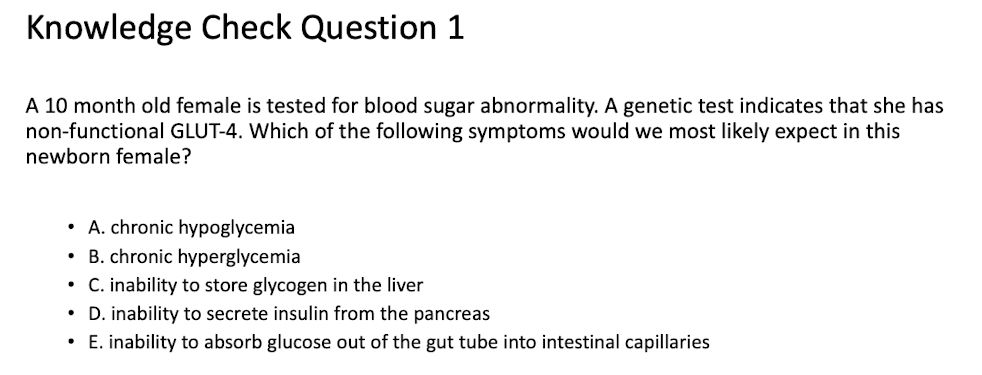 Knowledge Check Question 1
A 10 month old female is tested for blood sugar abnormality. A genetic test indicates that she has
non-functional GLUT-4. Which of the following symptoms would we most likely expect in this
newborn female?
• A. chronic hypoglycemia
• B. chronic hyperglycemia
• C. inability to store glycogen in the liver
• D. inability to secrete insulin from the pancreas
• E. inability to absorb glucose out of the gut tube into intestinal capillaries